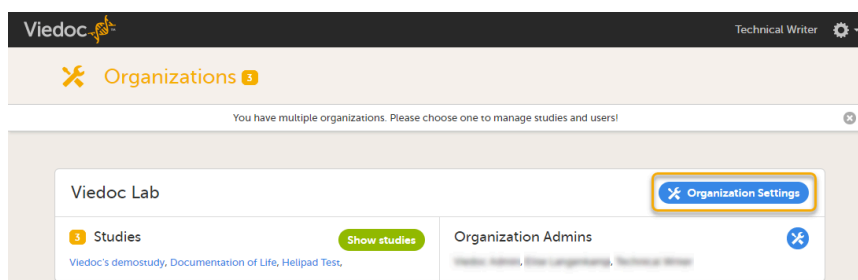 Viedoc™
Technical Writer
Organizations 3
You have multiple organizations. Please choose one to manage studies and users!
Viedoc Lab
Organization Settings
3 Studies
Show studies
Viedoc's demostudy, Documentation of Life, Helipad Test,
Organization Admins